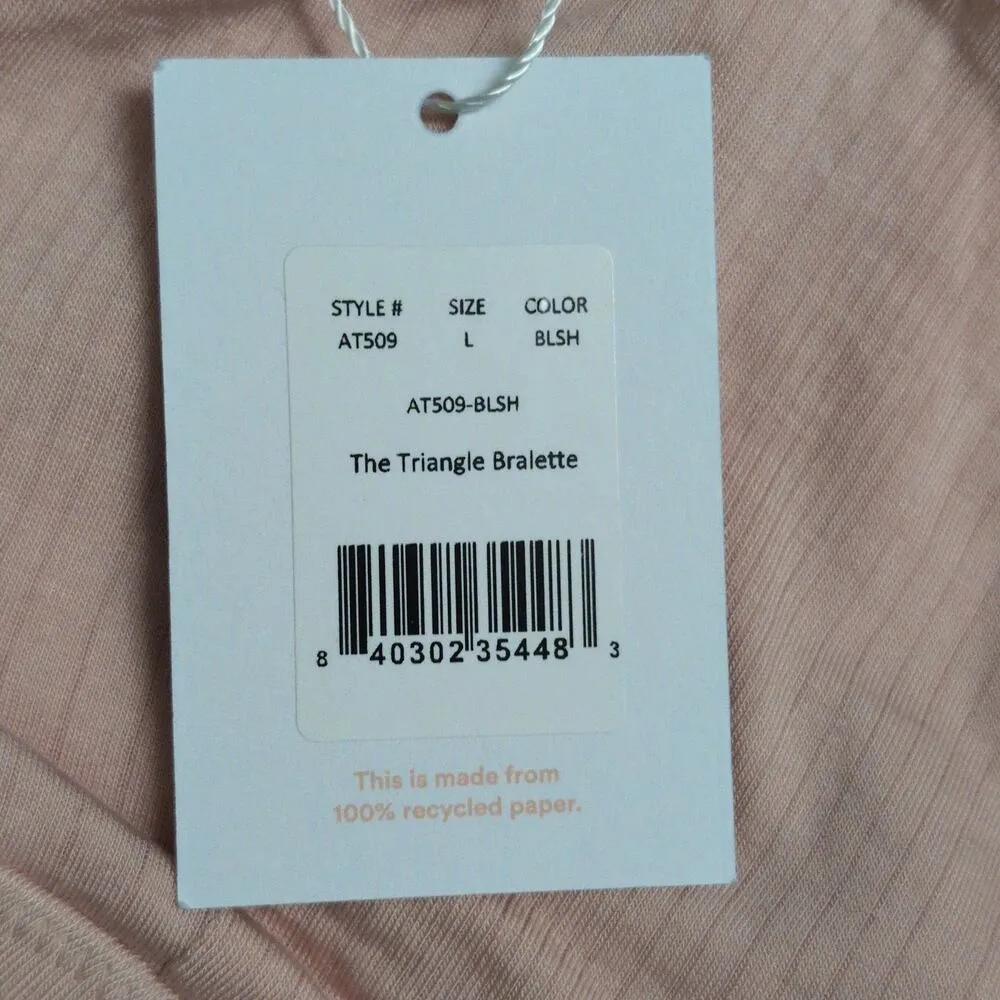 STYLE # SIZE COLOR
AT509 L BLSH
AT509-BLSH
The Triangle Bralette
8 40302 35448 3
This is made from
100% recycled paper.